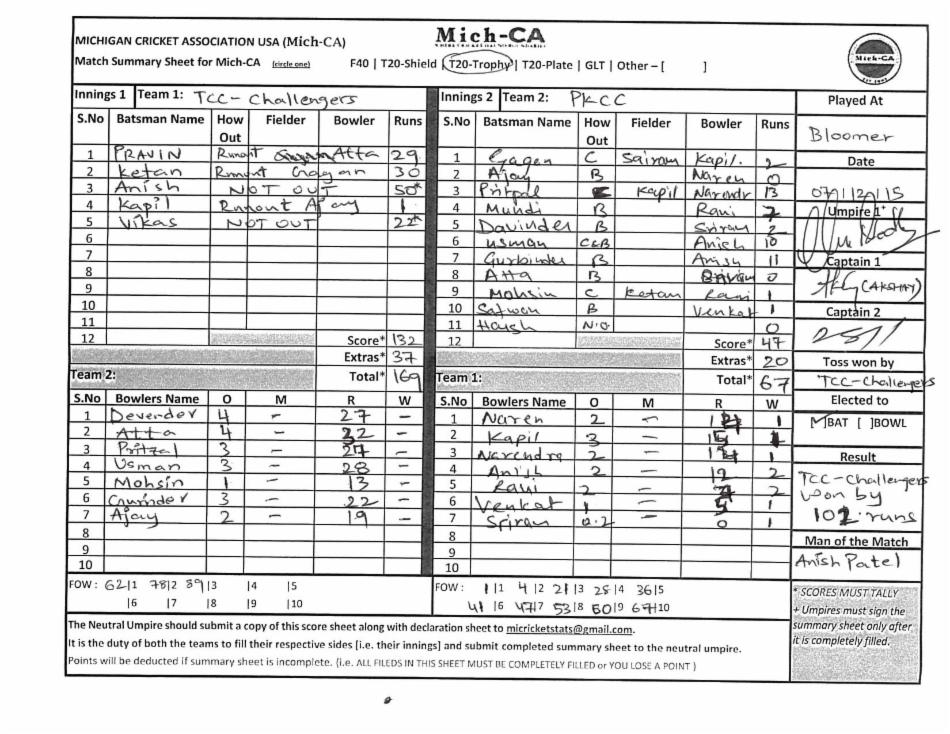 Mich-CA
MICHIGAN CRICKET ASSOCIATION USA (Mich-CA)
Match Summary Sheet for Mich-CA (circle one) F40 | T20-Shield | T20-Trophy | T20-Plate | GLT | Other – [ ]
Mich-CA
Innings 1 Team 1: TCC-Challengers
S.No Batsman Name How Out Fielder Bowler Runs
1 PRAVIN Runout Atta 29
2 Ketan Runout Gagan 30
3 Anish NOT OUT 50*
4 Kapil Runout Ajay 1
5 Vikas NOT OUT 22*
6
7
8
9
10
11
12 Score* 132
Extras* 37
Team 2: Total* 169
S.No Bowlers Name O M R W
1 Devender 4 – 27 –
2 Atta 4 – 32 –
3 Pritpal 3 – 27 –
4 Usman 3 – 28 –
5 Mohsin 1 – 13 –
6 Gurinder 3 – 22 –
7 Ajay 2 – 19 –
8
9
10
FOW : 62|1 78|2 89|3 |4 |5
|6 |7 |8 |9 |10
Innings 2 Team 2: PKCC
S.No Batsman Name How Out Fielder Bowler Runs
1 Gagen C Sairam Kapil. 2
2 Ajay B Naren 0
3 Pritpal Kapil Narendr 13
4 Mundi B Ravi 7
5 Davinder B Sriram 2
6 Usman C&B Anish 10
7 Gurbinder B Anish 11
8 Atta B 0
9 Mohsin C Ketan Ravi 1
10 Satwan B Venkat 1
11 Harsh N.O 0
12 Score* 47
Extras* 20
Team 1: Total* 67
S.No Bowlers Name O M R W
1 Naren 2 – 1
2 Kapil 3 –
3 Narendra 2 – 1
4 Anish 2 – 12 2
5 Ravi 2 – 2
6 Venkat 1 – 1
7 Sriram 0.2 – 0 1
8
9
10
FOW : 1|1 4|2 21|3 25|4 36|5
41|6 47|7 53|8 60|9 67|10
Played At
Bloomer
Date
07/12/15
Umpire 1+
Captain 1
(AKSHAY)
Captain 2
Toss won by
TCC-Challengers
Elected to
[✓]BAT [ ]BOWL
Result
TCC-Challengers
won by
102 runs
Man of the Match
Anish Patel
* SCORES MUST TALLY
+ Umpires must sign the
summary sheet only after
it is completely filled.
The Neutral Umpire should submit a copy of this score sheet along with declaration sheet to micricketstats@gmail.com.
It is the duty of both the teams to fill their respective sides [i.e. their innings] and submit completed summary sheet to the neutral umpire.
Points will be deducted if summary sheet is incomplete. (i.e. ALL FILEDS IN THIS SHEET MUST BE COMPLETELY FILLED or YOU LOSE A POINT )